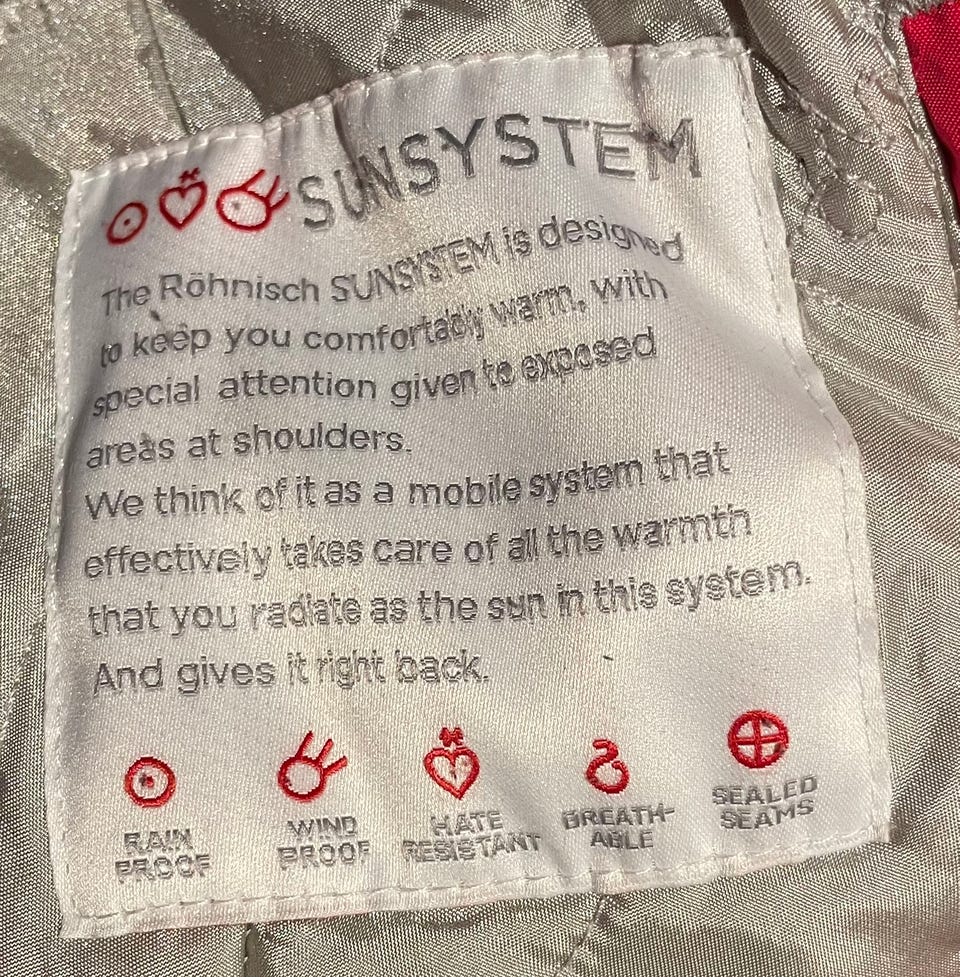 SUNSYSTEM
The Röhnisch SUNSYSTEM is designed
to keep you comfortably warm, with
special attention given to exposed
areas at shoulders.
We think of it as a mobile system that
effectively takes care of all the warmth
that you radiate as the sun in this system.
And gives it right back.
RAIN
PROOF
WIND
PROOF
HATE
RESISTANT
BREATH-
ABLE
SEALED
SEAMS